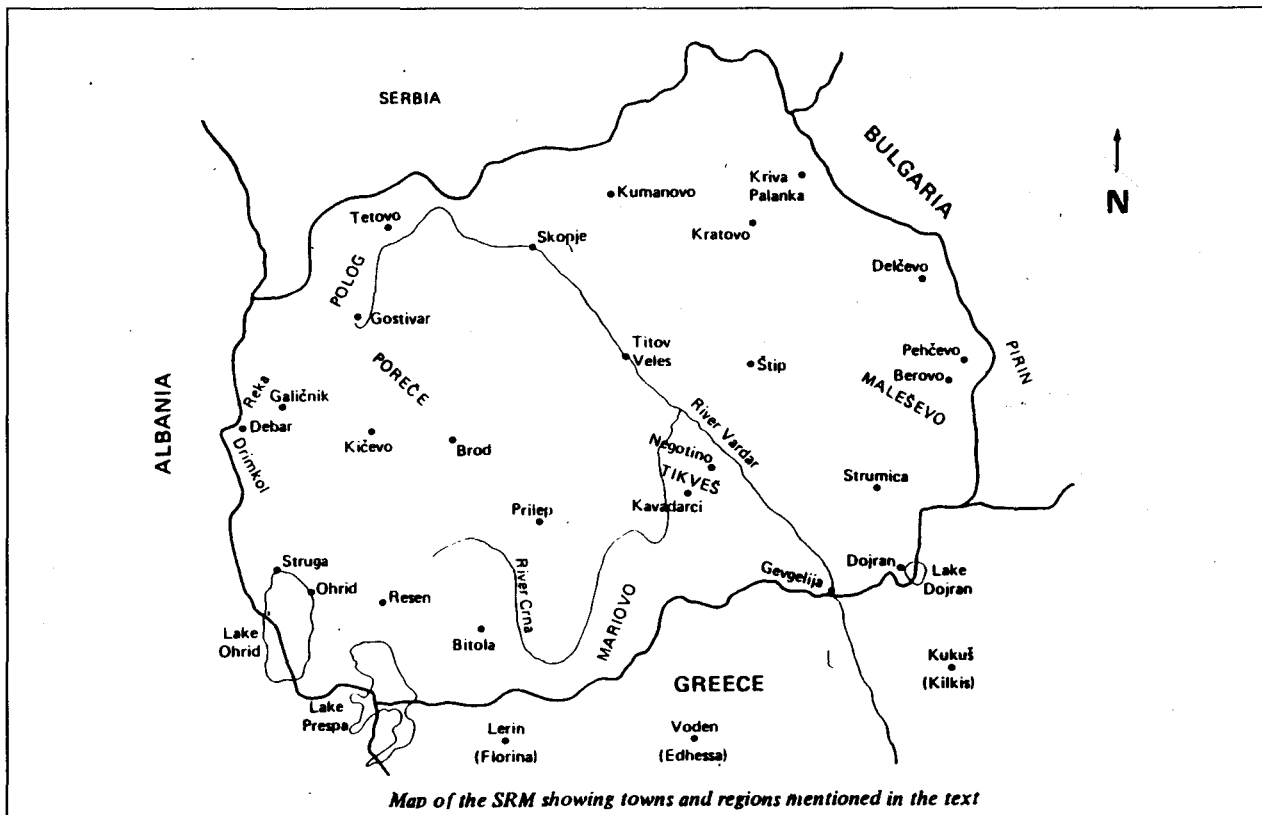 SERBIA
BULGARIA
N
Kumanovo
Kriva
Palanka
Tetovo
Kratovo
Skopje
Delčevo
POLOG
Gostivar
Titov
Veles
Štip
Pehčevo
Berovo
PIRIN
MALEŠEVO
POREČE
ALBANIA
Reka
Galičnik
Debar
Drimkol
Kičevo
Brod
River Vardar
Negotino
TIKVEŠ
Kavadarci
Strumica
Prilep
Struga
Ohrid
Resen
River Crna
Bitola
MARIOVO
Gevgelija
Dojran
Lake
Dojran
Lake
Ohrid
GREECE
Kukuš
(Kilkis)
Lake
Prespa
Lerin
(Florina)
Voden
(Edhessa)
Map of the SRM showing towns and regions mentioned in the text